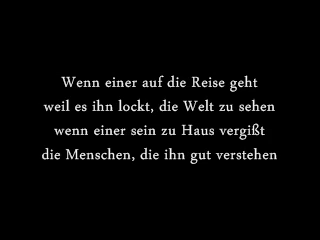 Wenn einer auf die Reise geht
weil es ihn lockt, die Welt zu sehen
wenn einer sein zu Haus vergißt
die Menschen, die ihn gut verstehen